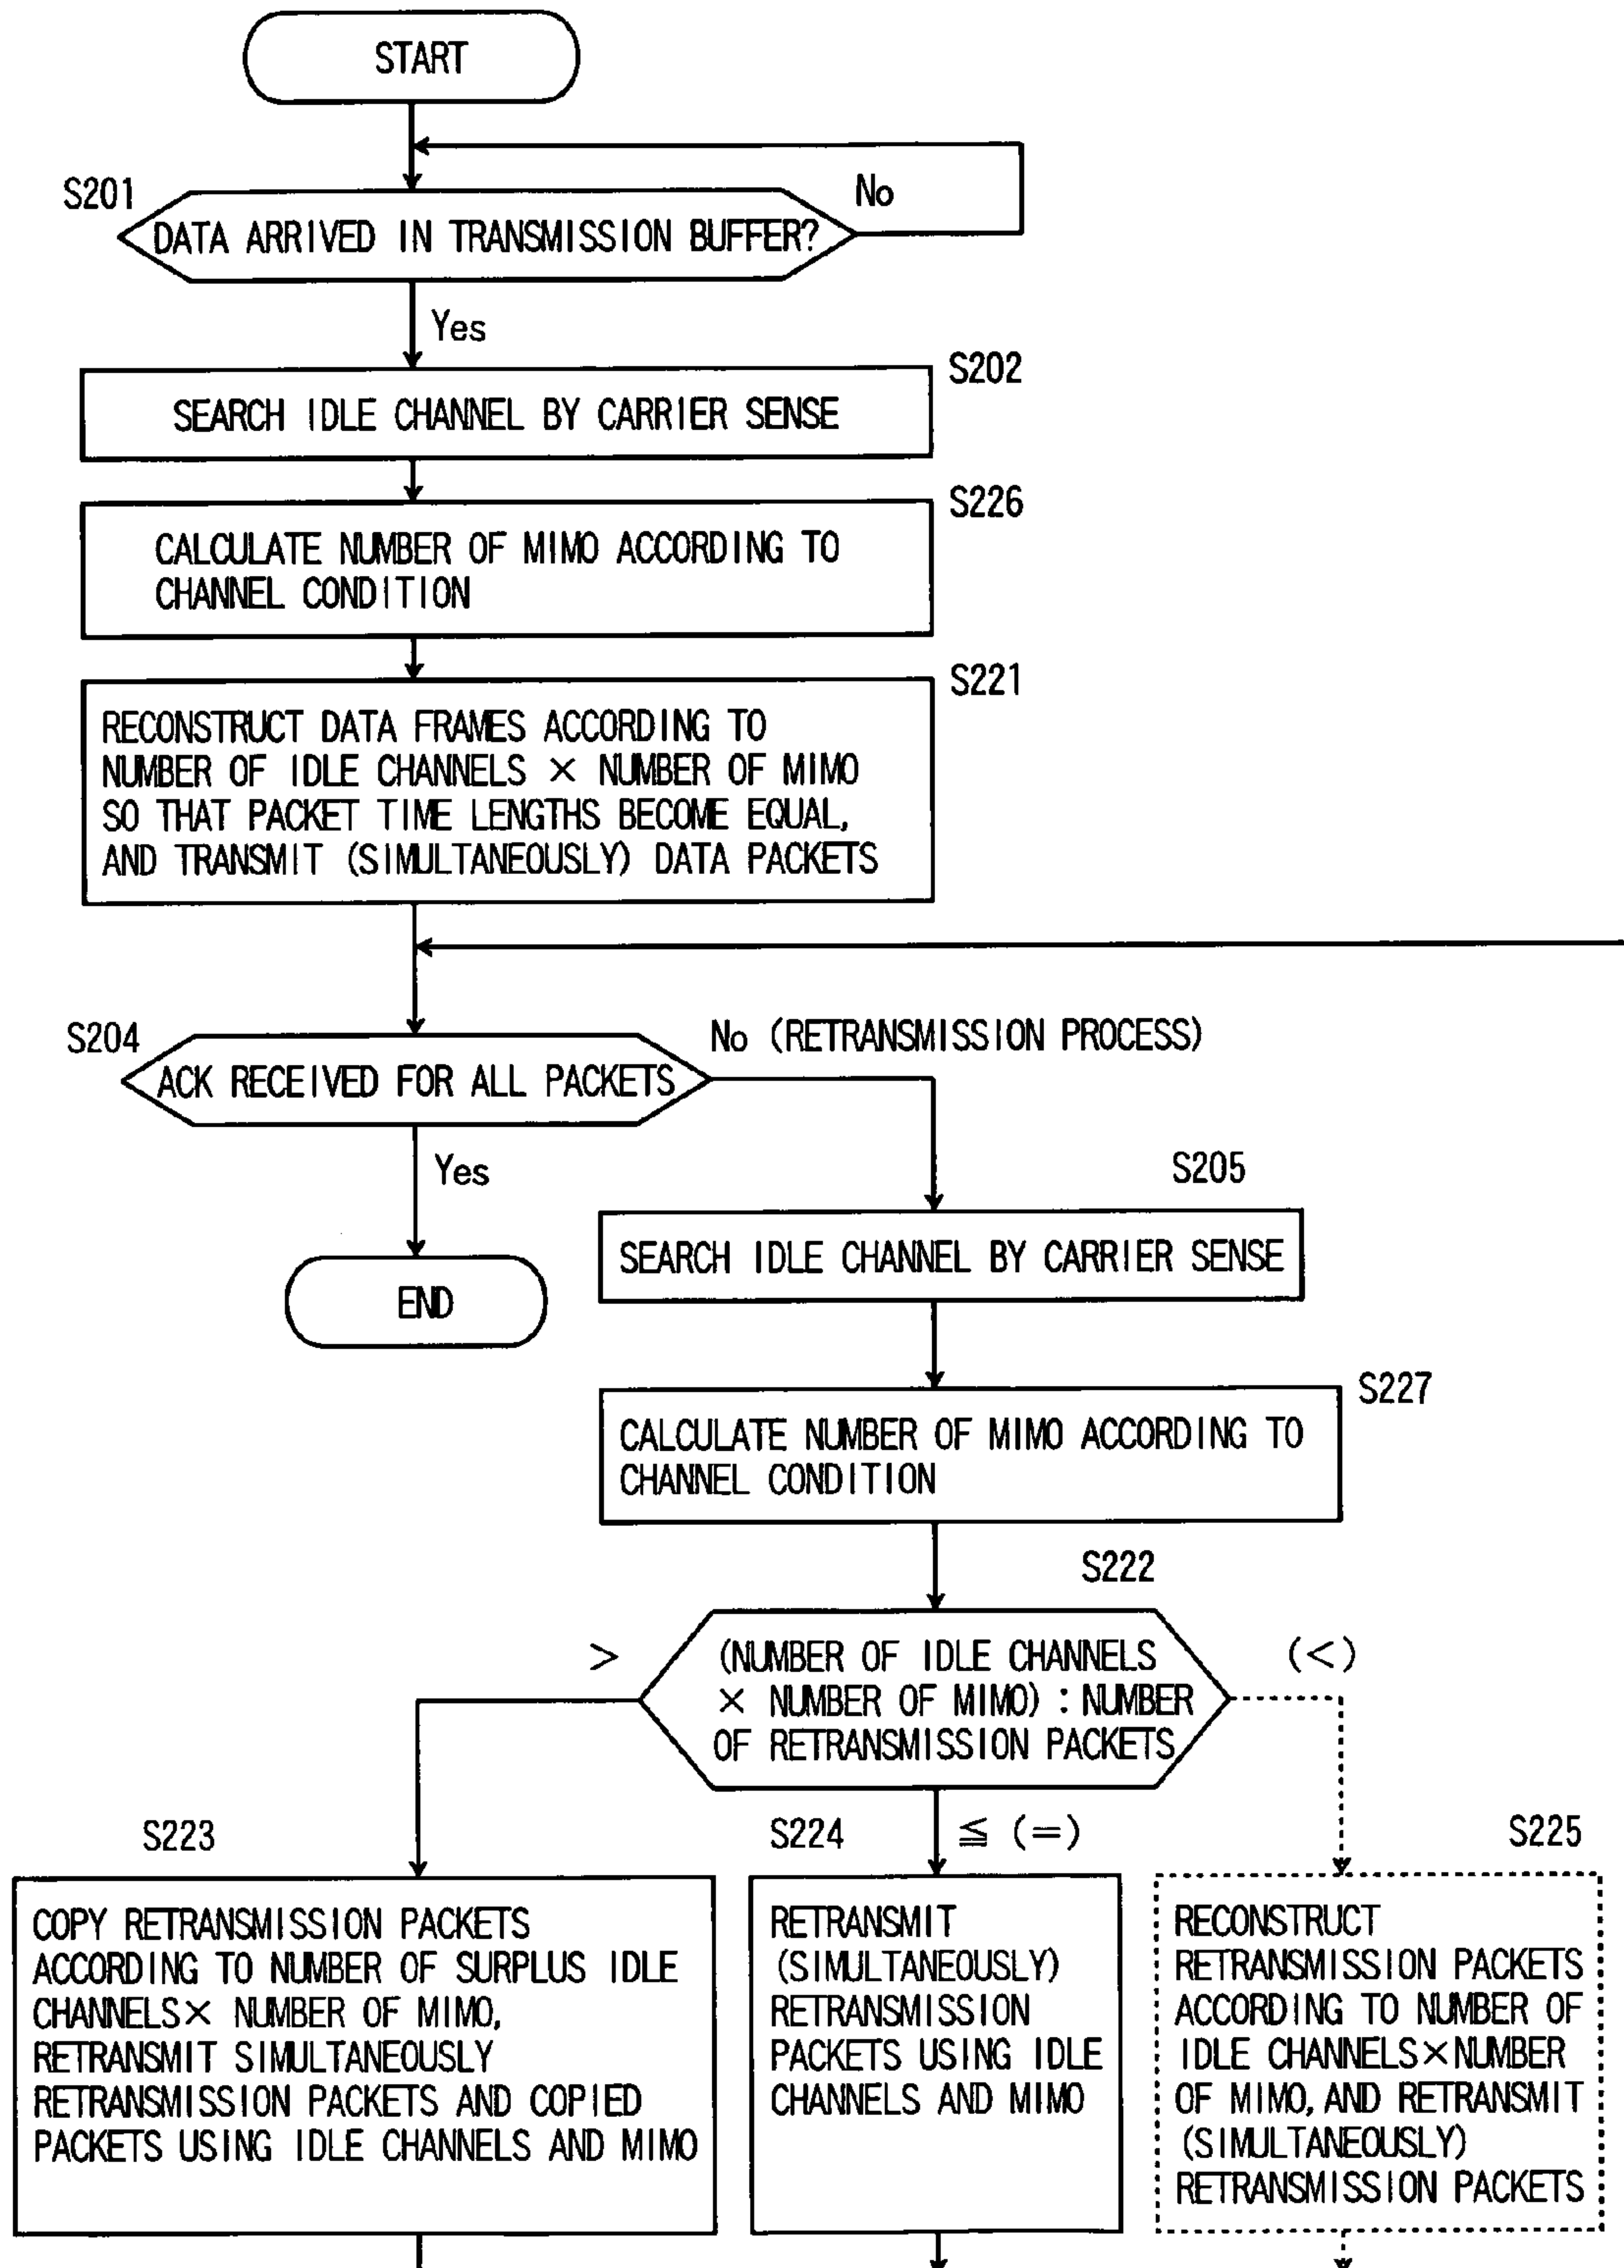 START
S201
No
DATA ARRIVED IN TRANSMISSION BUFFER?
Yes
S202
SEARCH IDLE CHANNEL BY CARRIER SENSE
S226
CALCULATE NUMBER OF MIMO ACCORDING TO
CHANNEL CONDITION
S221
RECONSTRUCT DATA FRAMES ACCORDING TO
NUMBER OF IDLE CHANNELS × NUMBER OF MIMO
SO THAT PACKET TIME LENGTHS BECOME EQUAL,
AND TRANSMIT (SIMULTANEOUSLY) DATA PACKETS
S204
No (RETRANSMISSION PROCESS)
ACK RECEIVED FOR ALL PACKETS
Yes
END
S205
SEARCH IDLE CHANNEL BY CARRIER SENSE
S227
CALCULATE NUMBER OF MIMO ACCORDING TO
CHANNEL CONDITION
S222
>
(NUMBER OF IDLE CHANNELS
× NUMBER OF MIMO) : NUMBER
OF RETRANSMISSION PACKETS
(<)
S223
COPY RETRANSMISSION PACKETS
ACCORDING TO NUMBER OF SURPLUS IDLE
CHANNELS× NUMBER OF MIMO,
RETRANSMIT SIMULTANEOUSLY
RETRANSMISSION PACKETS AND COPIED
PACKETS USING IDLE CHANNELS AND MIMO
S224
≦ (=)
RETRANSMIT
(SIMULTANEOUSLY)
RETRANSMISSION
PACKETS USING IDLE
CHANNELS AND MIMO
S225
RECONSTRUCT
RETRANSMISSION PACKETS
ACCORDING TO NUMBER OF
IDLE CHANNELS×NUMBER
OF MIMO, AND RETRANSMIT
(SIMULTANEOUSLY)
RETRANSMISSION PACKETS